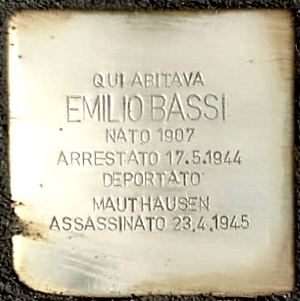 QUI ABITAVA
EMILIO BASSI
NATO 1907
ARRESTATO 17.5.1944
DEPORTATO
MAUTHAUSEN
ASSASSINATO 23.4.1945